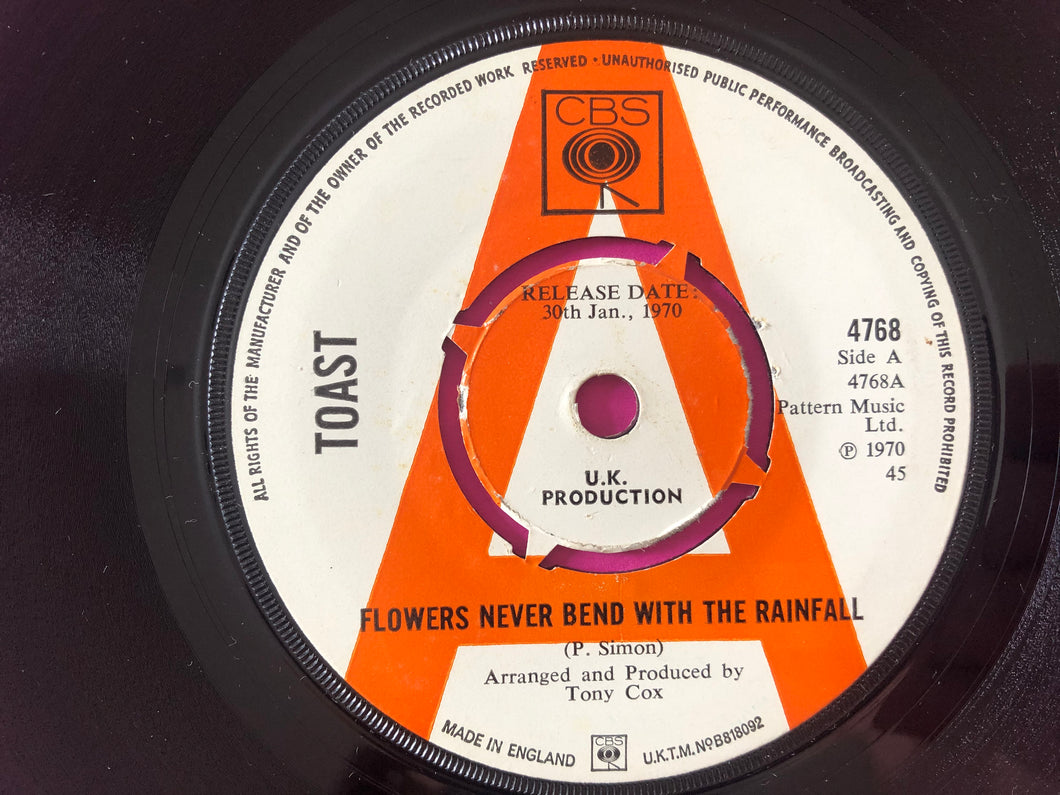 ALL RIGHTS OF THE MANUFACTURER AND OF THE OWNER OF THE RECORDED WORK RESERVED • UNAUTHORISED PUBLIC PERFORMANCE BROADCASTING AND COPYING OF THIS RECORD PROHIBITED
CBS
RELEASE DATE:
30th Jan., 1970
TOAST
4768
Side A
4768A
Pattern Music
Ltd.
℗ 1970
45
U.K.
PRODUCTION
A
FLOWERS NEVER BEND WITH THE RAINFALL
(P. Simon)
Arranged and Produced by
Tony Cox
MADE IN ENGLAND CBS U.K.T.M. Nº B818092